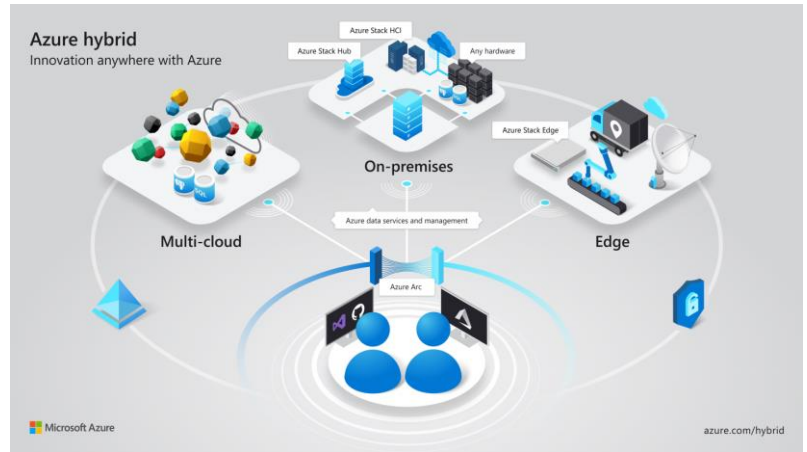 Azure hybrid
Innovation anywhere with Azure
Azure Stack HCI
Azure Stack Hub
Any hardware
Azure Stack Edge
On-premises
Azure data services and management
Multi-cloud
Edge
Azure Arc
Microsoft Azure
azure.com/hybrid